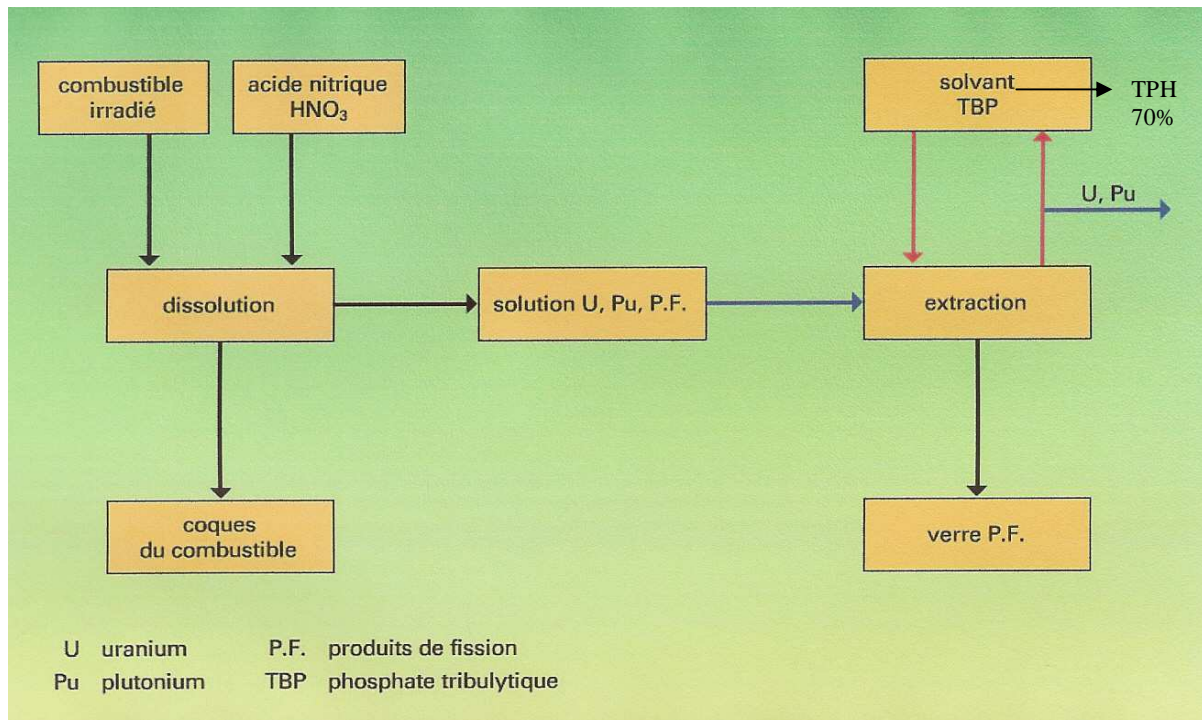 combustible
irradié
acide nitrique
HNO₃
solvant
TBP
TPH
70%
U, Pu
dissolution
solution U, Pu, P.F.
extraction
coques
du combustible
verre P.F.
U uranium P.F. produits de fission
Pu plutonium TBP phosphate tribulytique